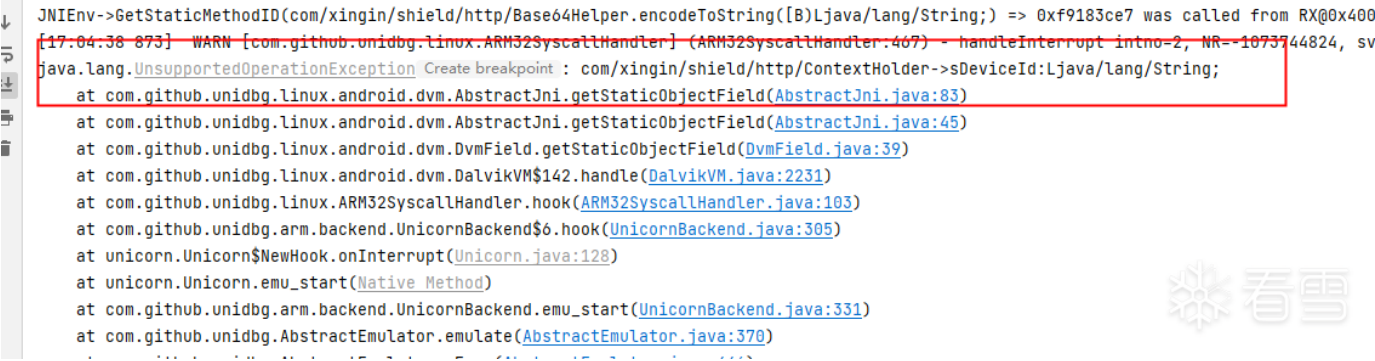 JNIEnv->GetStaticMethodID(com/xingin/shield/http/Base64Helper.encodeToString([B)Ljava/lang/String;) => 0xf9183ce7 was called from RX@0x400
[17:04:38 873]  WARN [com.github.unidbg.linux.ARM32SyscallHandler] (ARM32SyscallHandler:467) - handleInterrupt intno=2, NR=-1073744824, sv
java.lang.UnsupportedOperationException Create breakpoint : com/xingin/shield/http/ContextHolder->sDeviceId:Ljava/lang/String;
at com.github.unidbg.linux.android.dvm.AbstractJni.getStaticObjectField(AbstractJni.java:83)
at com.github.unidbg.linux.android.dvm.AbstractJni.getStaticObjectField(AbstractJni.java:45)
at com.github.unidbg.linux.android.dvm.DvmField.getStaticObjectField(DvmField.java:39)
at com.github.unidbg.linux.android.dvm.DalvikVM$142.handle(DalvikVM.java:2231)
at com.github.unidbg.linux.ARM32SyscallHandler.hook(ARM32SyscallHandler.java:103)
at com.github.unidbg.arm.backend.UnicornBackend$6.hook(UnicornBackend.java:305)
at unicorn.Unicorn$NewHook.onInterrupt(Unicorn.java:128)
at unicorn.Unicorn.emu_start(Native Method)
at com.github.unidbg.arm.backend.UnicornBackend.emu_start(UnicornBackend.java:331)
at com.github.unidbg.AbstractEmulator.emulate(AbstractEmulator.java:370)
看雪